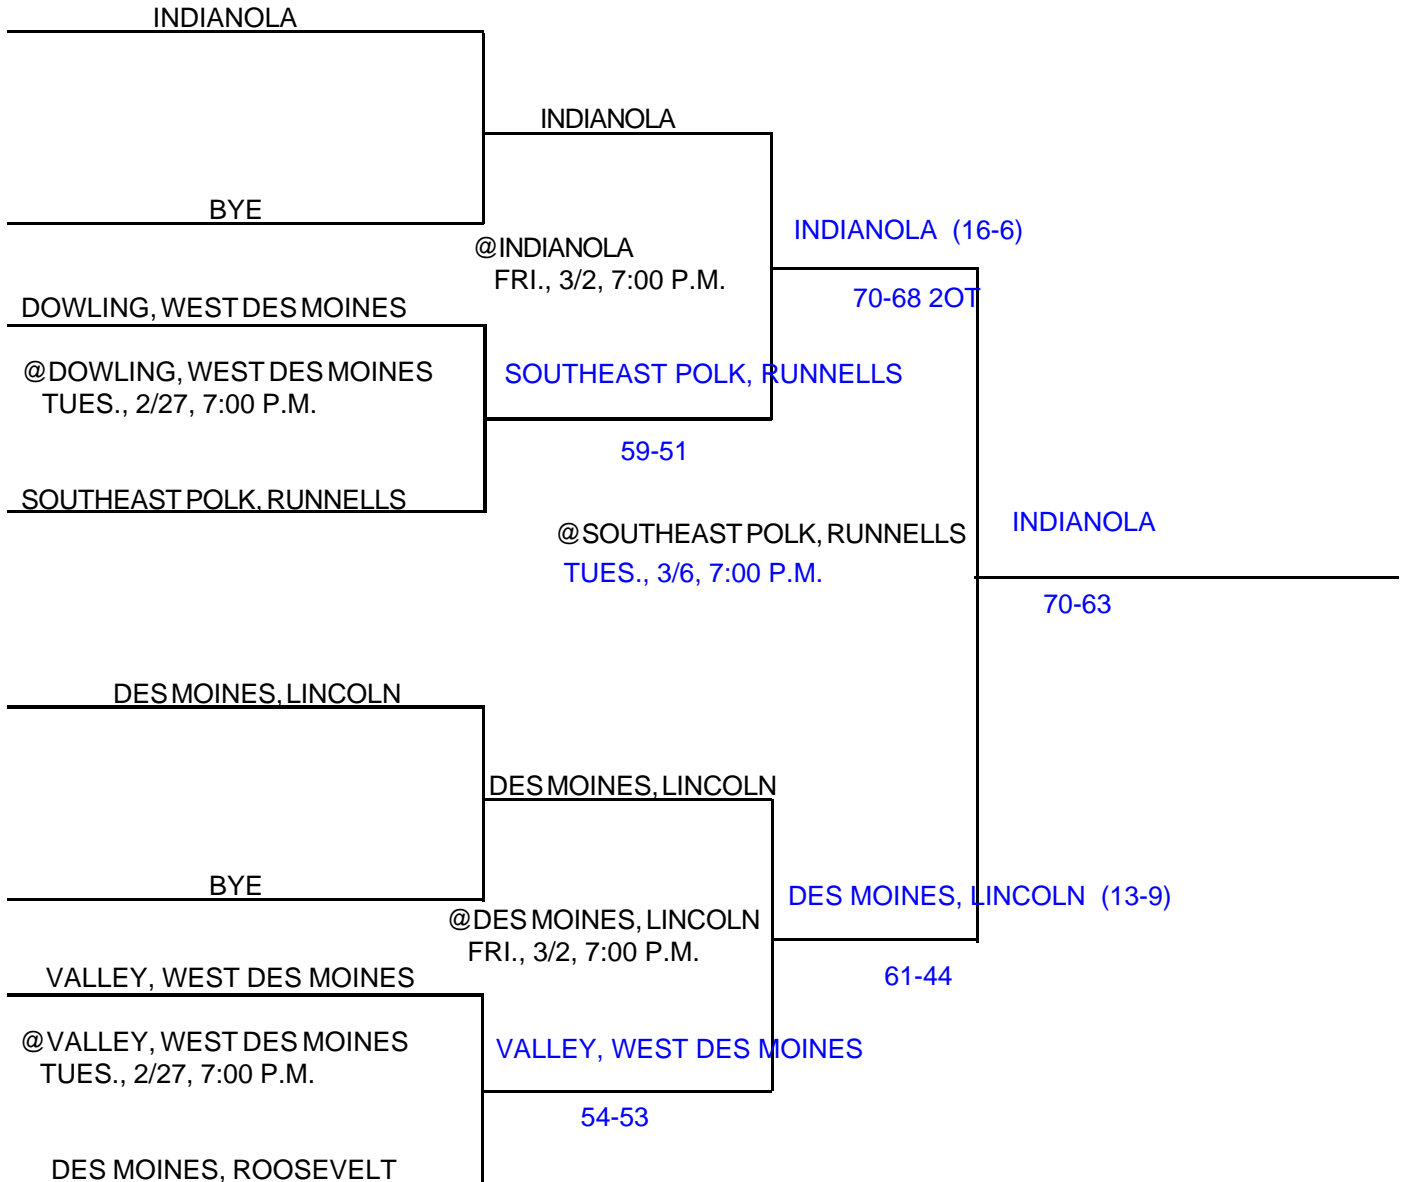 INDIANOLA
INDIANOLA
BYE
INDIANOLA (16-6)
@INDIANOLA
FRI., 3/2, 7:00 P.M.
70-68 2OT
DOWLING, WEST DES MOINES
@DOWLING, WEST DES MOINES
TUES., 2/27, 7:00 P.M.
SOUTHEAST POLK, RUNNELLS
59-51
SOUTHEAST POLK, RUNNELLS
@SOUTHEAST POLK, RUNNELLS
TUES., 3/6, 7:00 P.M.
INDIANOLA
70-63
DES MOINES, LINCOLN
DES MOINES, LINCOLN
BYE
DES MOINES, LINCOLN (13-9)
@DES MOINES, LINCOLN
FRI., 3/2, 7:00 P.M.
61-44
VALLEY, WEST DES MOINES
@VALLEY, WEST DES MOINES
TUES., 2/27, 7:00 P.M.
VALLEY, WEST DES MOINES
54-53
DES MOINES, ROOSEVELT